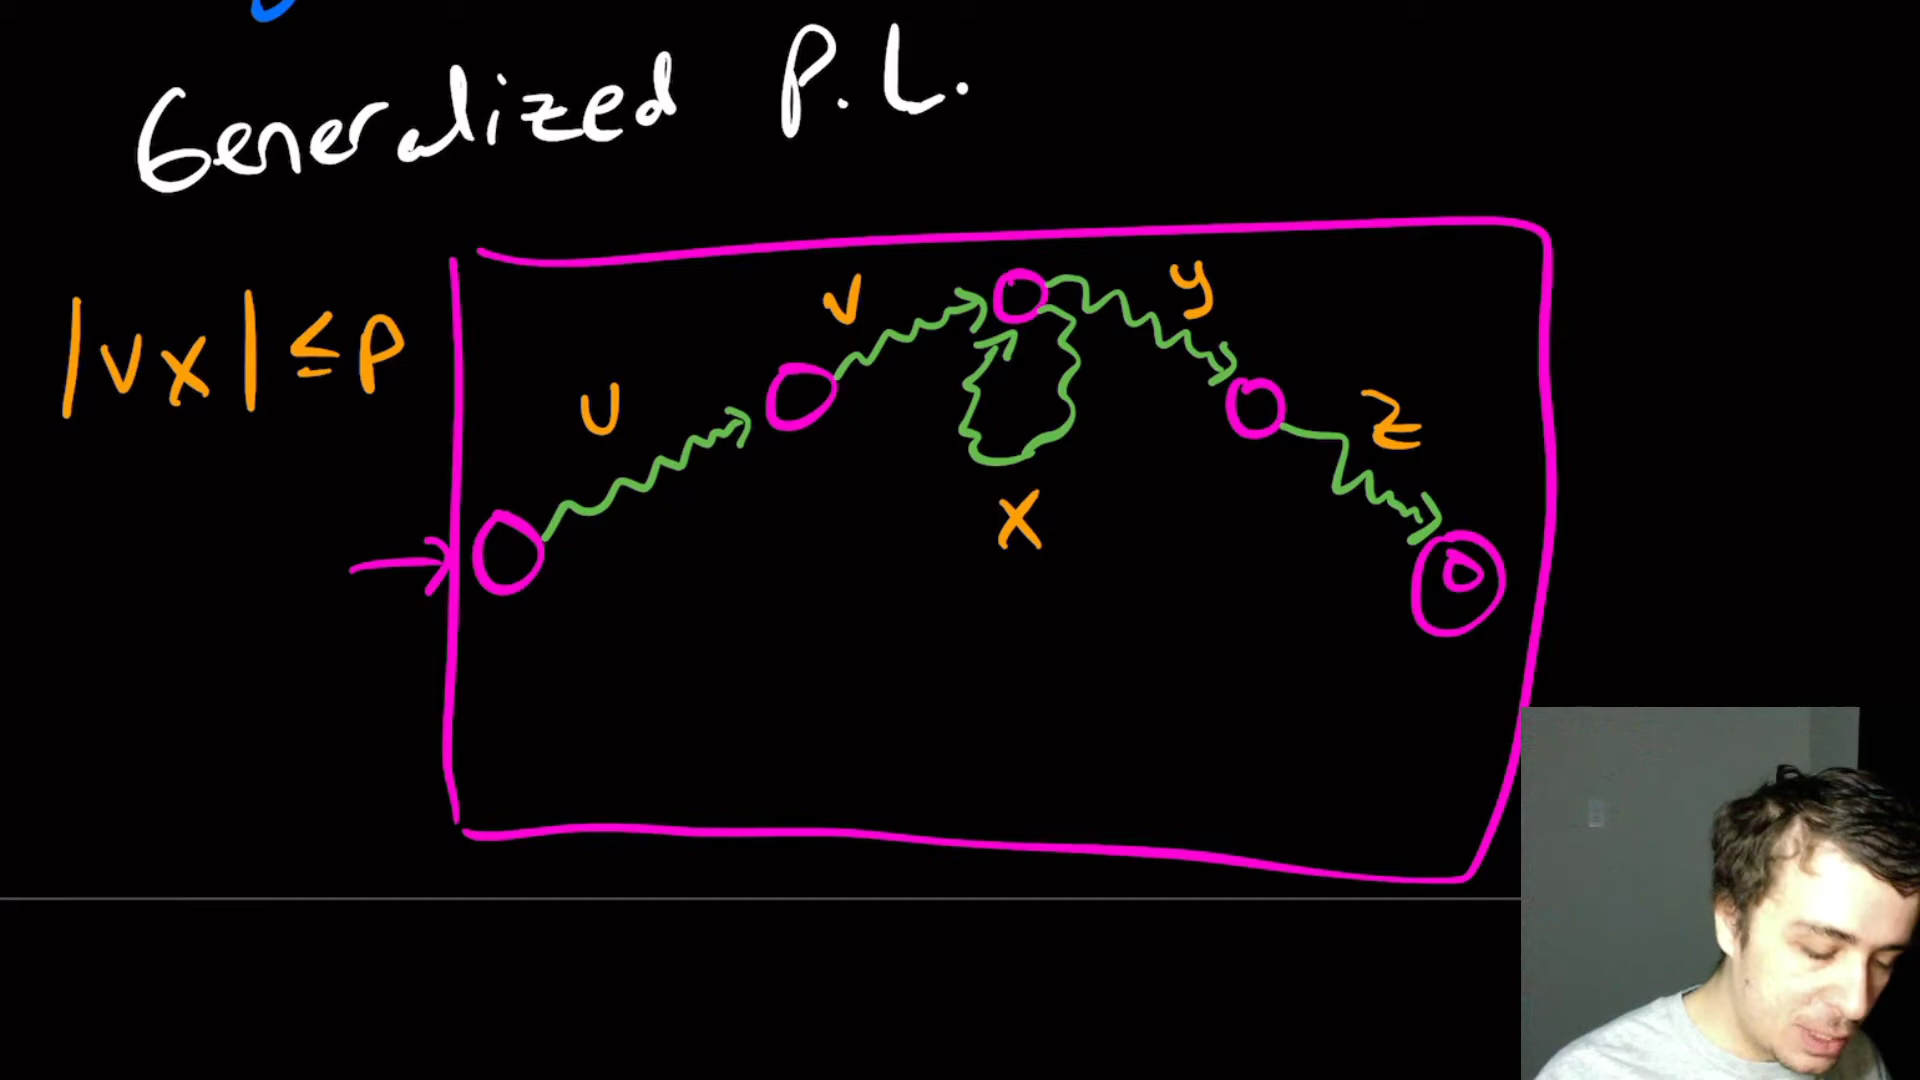 Generalized P.L.
|vx| ≤ p
u
v
y
z
x